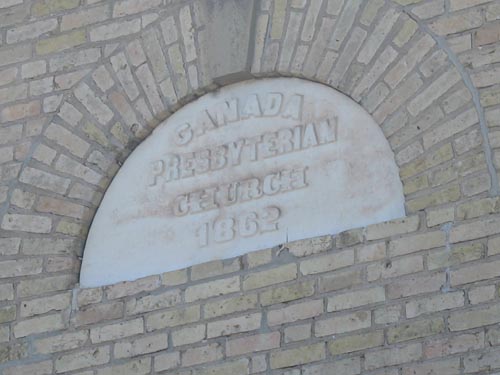 CANADA
PRESBYTERIAN
CHURCH
1862